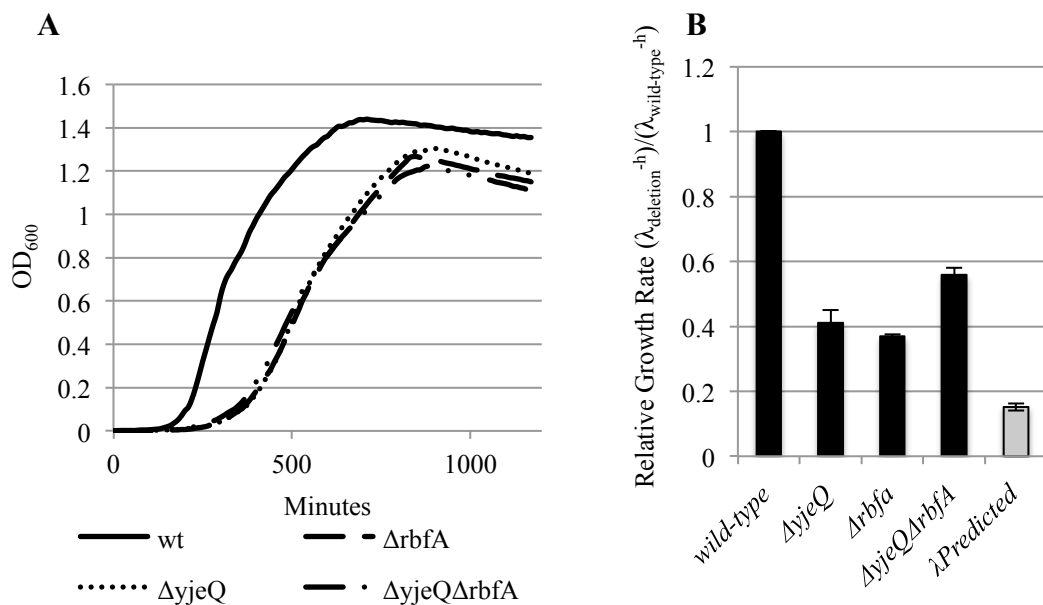 A
OD600
1.6
1.4
1.2
1
0.8
0.6
0.4
0.2
0
0
500
1000
Minutes
wt
ΔrbfA
ΔyjeQ
ΔyjeQΔrbfA
B
Relative Growth Rate (λdeletion-h)/(λwild-type-h)
1.2
1
0.8
0.6
0.4
0.2
0
wild-type
ΔyjeQ
Δrbfa
ΔyjeQΔrbfA
λPredicted